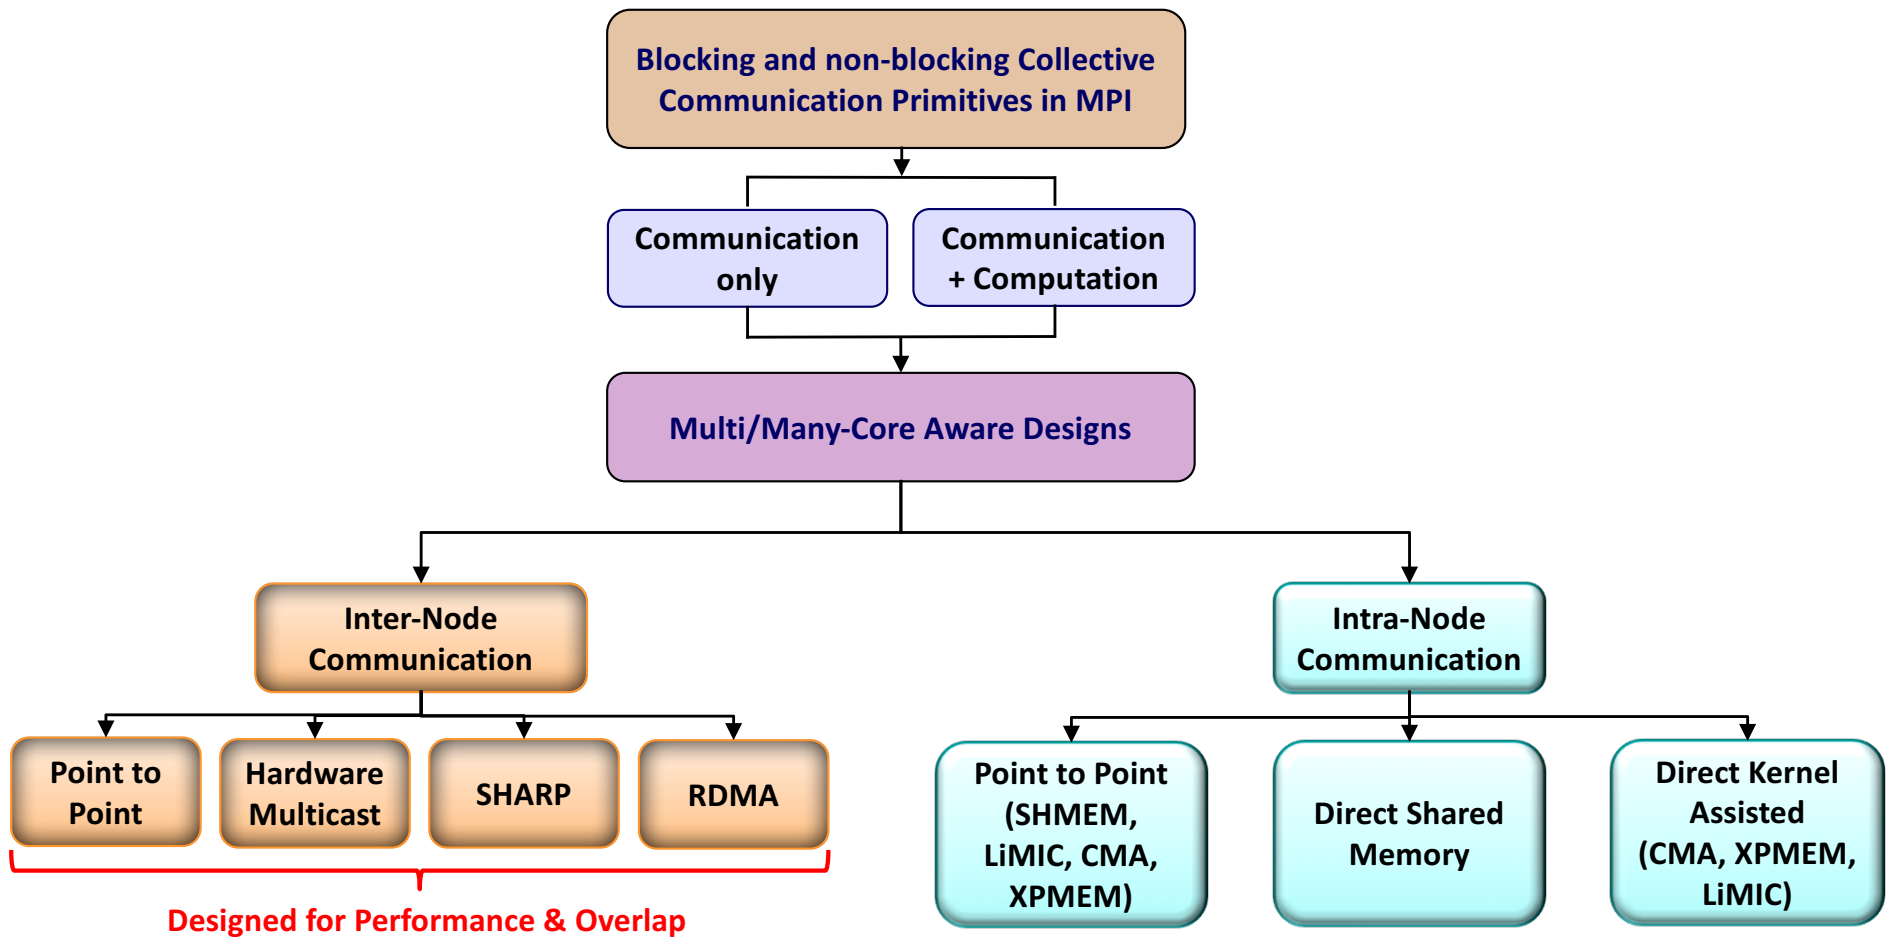 Blocking and non-blocking Collective
Communication Primitives in MPI
Communication
only
Communication
+ Computation
Multi/Many-Core Aware Designs
Inter-Node
Communication
Intra-Node
Communication
Point to
Point
Hardware
Multicast
SHARP
RDMA
Point to Point
(SHMEM,
LiMIC, CMA,
XPMEM)
Direct Shared
Memory
Direct Kernel
Assisted
(CMA, XPMEM,
LiMIC)
Designed for Performance & Overlap